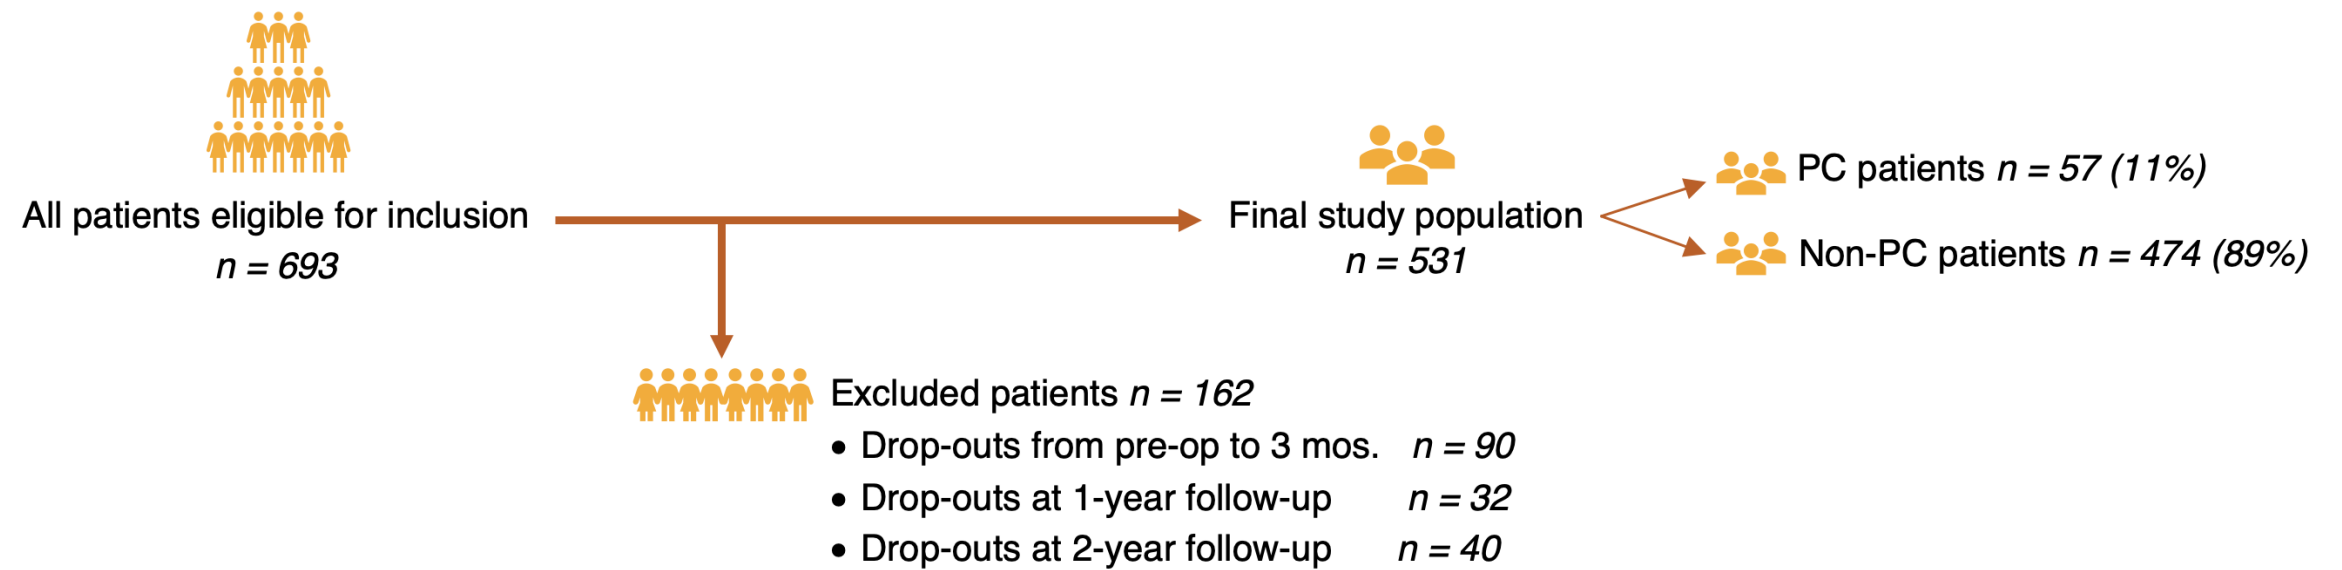 All patients eligible for inclusion
n = 693
Final study population
n = 531
PC patients n = 57 (11%)
Non-PC patients n = 474 (89%)
Excluded patients n = 162
• Drop-outs from pre-op to 3 mos. n = 90
• Drop-outs at 1-year follow-up n = 32
• Drop-outs at 2-year follow-up n = 40